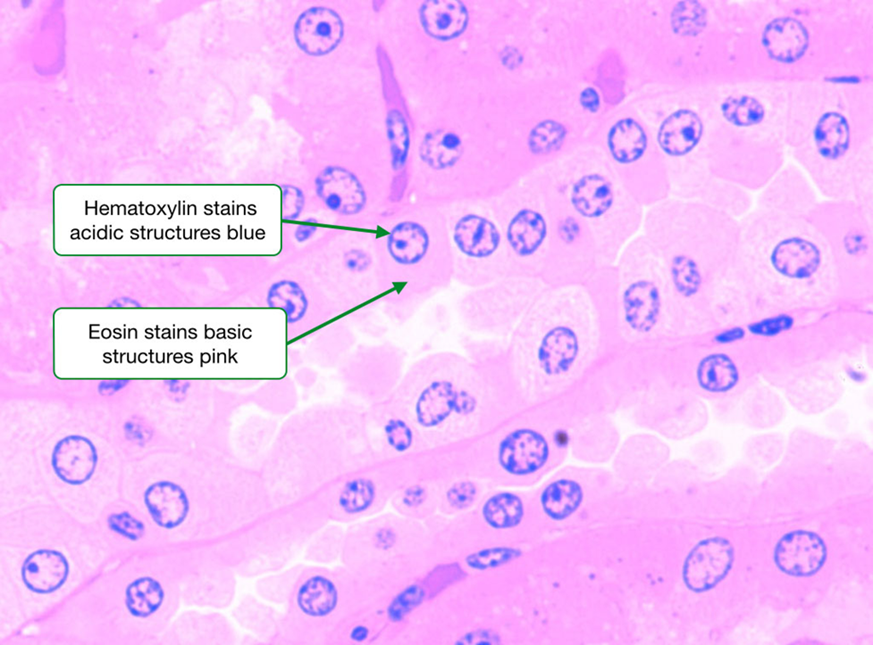 Hematoxylin stains
acidic structures blue
Eosin stains basic
structures pink